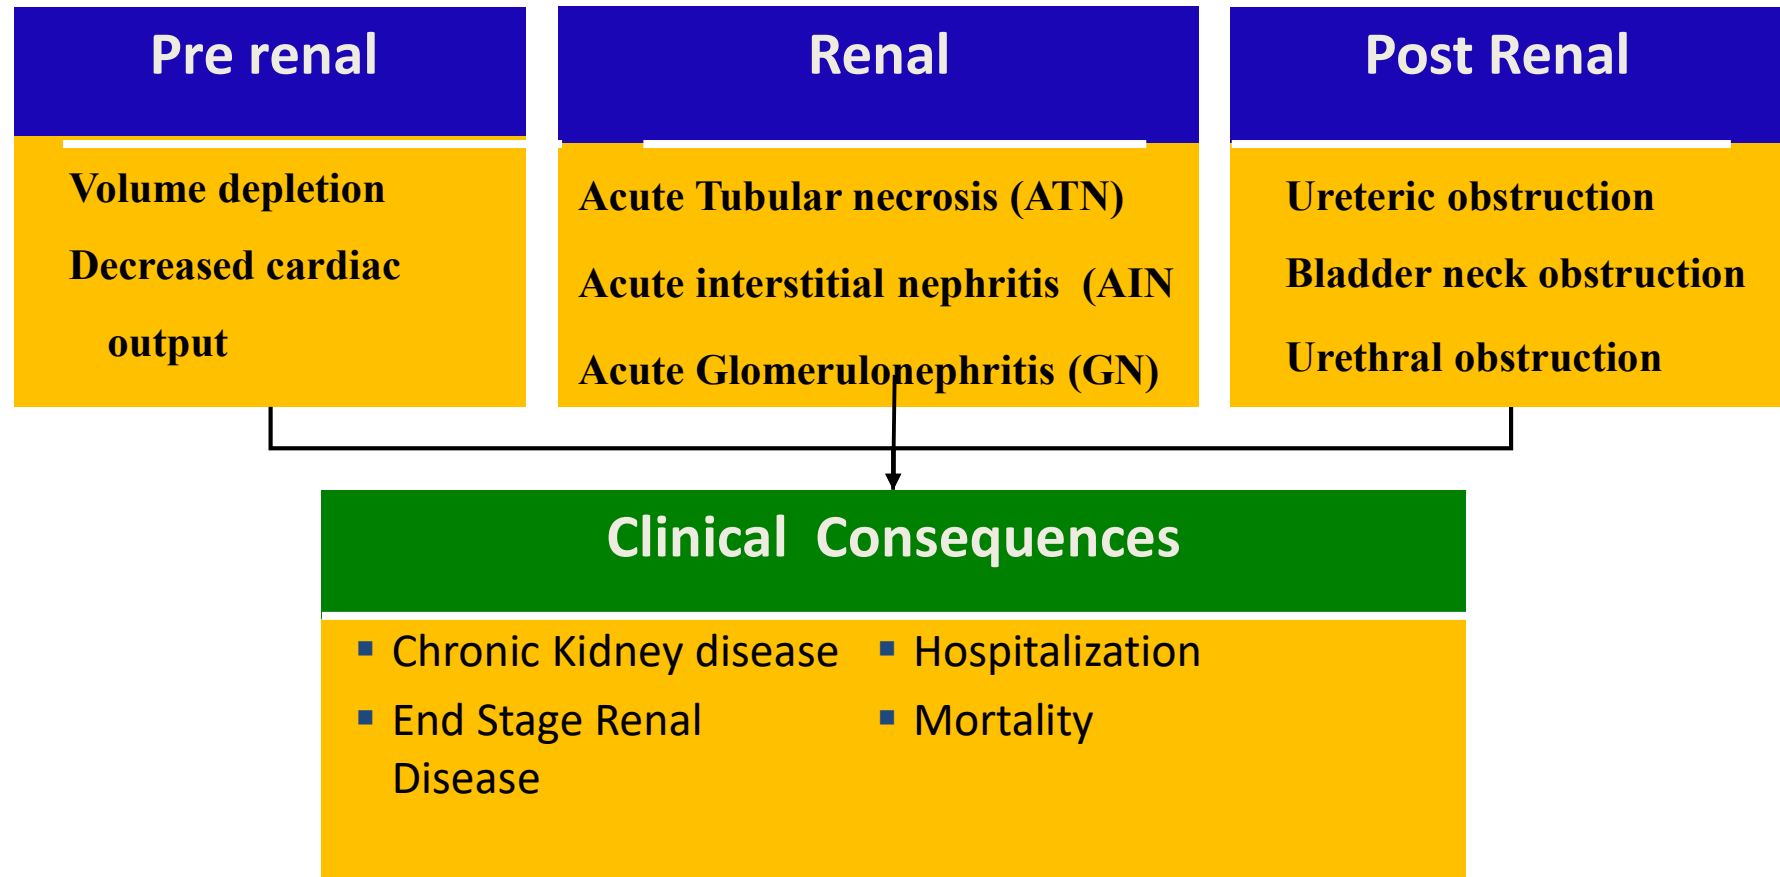 Pre renal
Volume depletion
Decreased cardiac
output
Renal
Acute Tubular necrosis (ATN)
Acute interstitial nephritis (AIN
Acute Glomerulonephritis (GN)
Post Renal
Ureteric obstruction
Bladder neck obstruction
Urethral obstruction
Clinical Consequences
▪ Chronic Kidney disease
▪ End Stage Renal
Disease
▪ Hospitalization
▪ Mortality